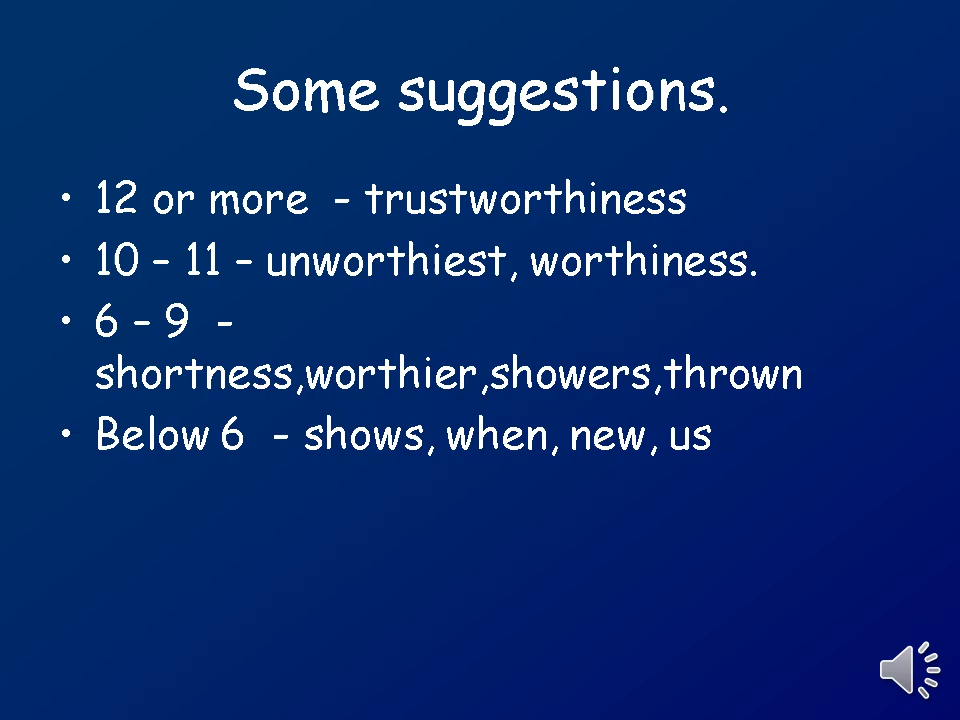 Some suggestions.
• 12 or more - trustworthiness
• 10 – 11 – unworthiest, worthiness.
• 6 – 9 -
shortness,worthier,showers,thrown
• Below 6 - shows, when, new, us